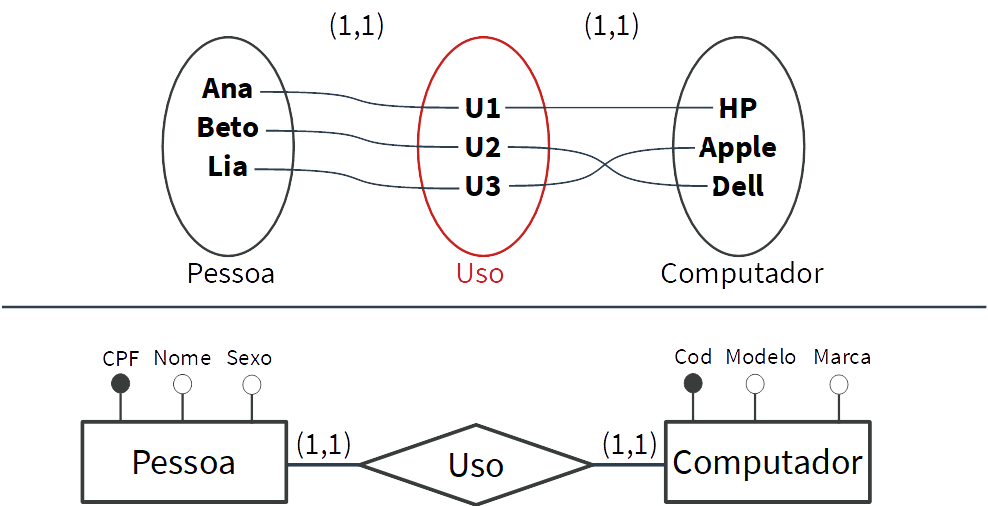 (1,1) (1,1)
Ana U1 HP
Beto U2 Apple
Lia U3 Dell
Pessoa Uso Computador
CPF Nome Sexo Cod Modelo Marca
(1,1) (1,1)
Pessoa Uso Computador